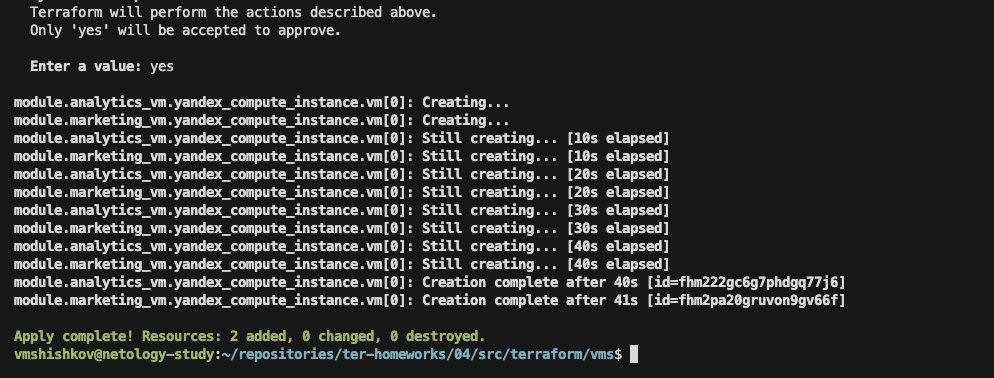 Terraform will perform the actions described above.
Only 'yes' will be accepted to approve.
Enter a value: yes
module.analytics_vm.yandex_compute_instance.vm[0]: Creating...
module.marketing_vm.yandex_compute_instance.vm[0]: Creating...
module.analytics_vm.yandex_compute_instance.vm[0]: Still creating... [10s elapsed]
module.marketing_vm.yandex_compute_instance.vm[0]: Still creating... [10s elapsed]
module.analytics_vm.yandex_compute_instance.vm[0]: Still creating... [20s elapsed]
module.marketing_vm.yandex_compute_instance.vm[0]: Still creating... [20s elapsed]
module.analytics_vm.yandex_compute_instance.vm[0]: Still creating... [30s elapsed]
module.marketing_vm.yandex_compute_instance.vm[0]: Still creating... [30s elapsed]
module.analytics_vm.yandex_compute_instance.vm[0]: Still creating... [40s elapsed]
module.marketing_vm.yandex_compute_instance.vm[0]: Still creating... [40s elapsed]
module.analytics_vm.yandex_compute_instance.vm[0]: Creation complete after 40s [id=fhm222gc6g7phdgq77j6]
module.marketing_vm.yandex_compute_instance.vm[0]: Creation complete after 41s [id=fhm2pa20gruvon9gv66f]
Apply complete! Resources: 2 added, 0 changed, 0 destroyed.
vmshishkov@netology-study:~/repositories/ter-homeworks/04/src/terraform/vms$